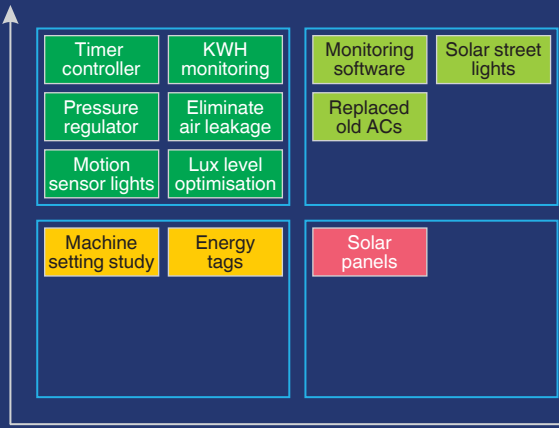 Timer
controller
KWH
monitoring
Pressure
regulator
Eliminate
air leakage
Motion
sensor lights
Lux level
optimisation
Monitoring
software
Solar street
lights
Replaced
old ACs
Machine
setting study
Energy
tags
Solar
panels